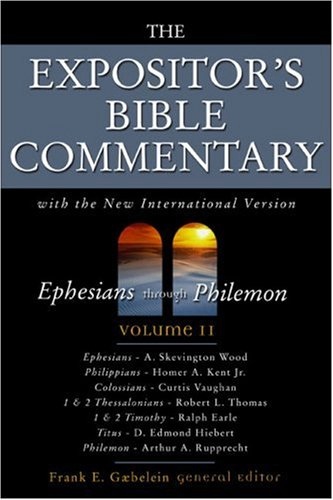 THE
EXPOSITOR'S
BIBLE
COMMENTARY
with the New International Version
Ephesians through Philemon
VOLUME 11
Ephesians - A. Skevington Wood
Philippians - Homer A. Kent Jr.
Colossians - Curtis Vaughan
1 & 2 Thessalonians - Robert L. Thomas
1 & 2 Timothy - Ralph Earle
Titus - D. Edmond Hiebert
Philemon - Arthur A. Rupprecht
Frank E. Gæbelein general editor